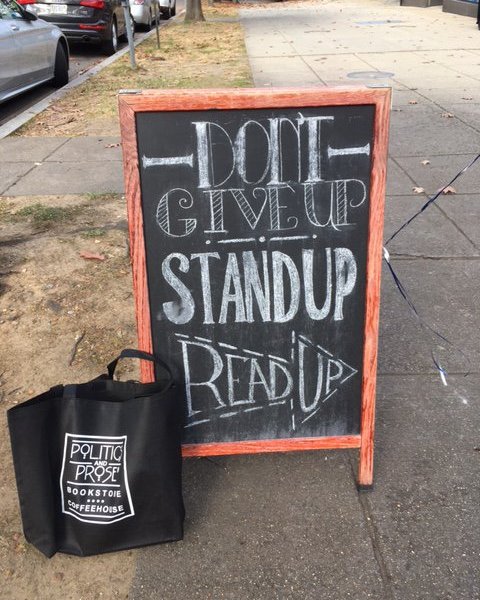 DON'T
GIVE UP
STAND UP
READ UP
POLITICS
AND
PROSE
BOOKSTORE
COFFEEHOUSE